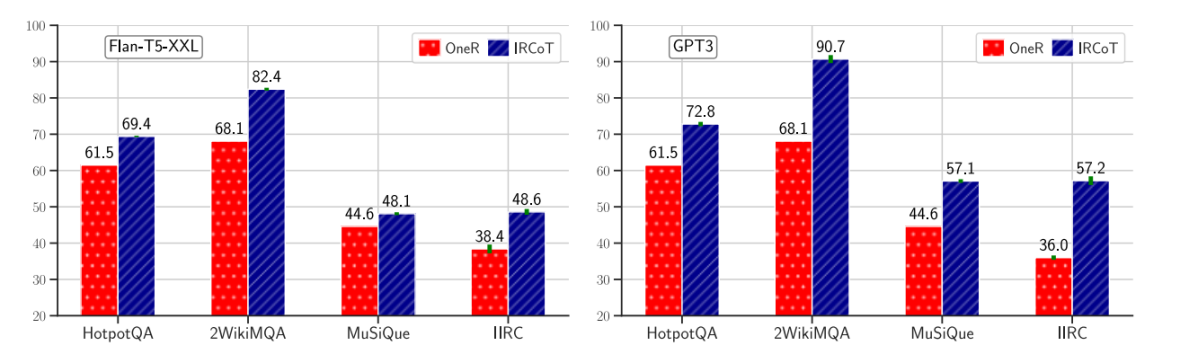 Flan-T5-XXL
OneR IRCoT
100
90
80
70
60
50
40
30
20
61.5 69.4 68.1 82.4 44.6 48.1 38.4 48.6
HotpotQA 2WikiMQA MuSiQue IIRC
GPT3
OneR IRCoT
100
90
80
70
60
50
40
30
20
61.5 72.8 68.1 90.7 44.6 57.1 36.0 57.2
HotpotQA 2WikiMQA MuSiQue IIRC